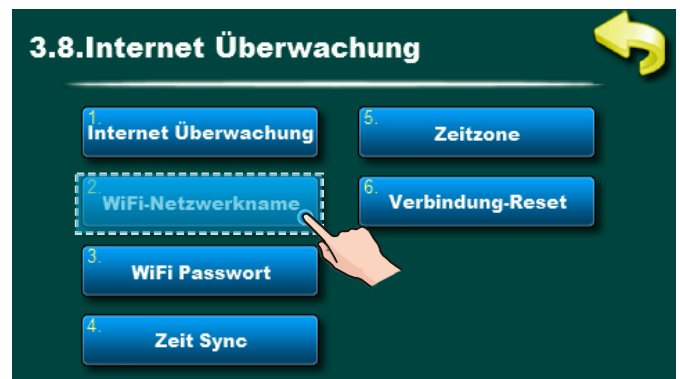 3.8.Internet Überwachung
1.
Internet Überwachung
2.
WiFi-Netzwerkname
3.
WiFi Passwort
4.
Zeit Sync
5.
Zeitzone
6.
Verbindung-Reset